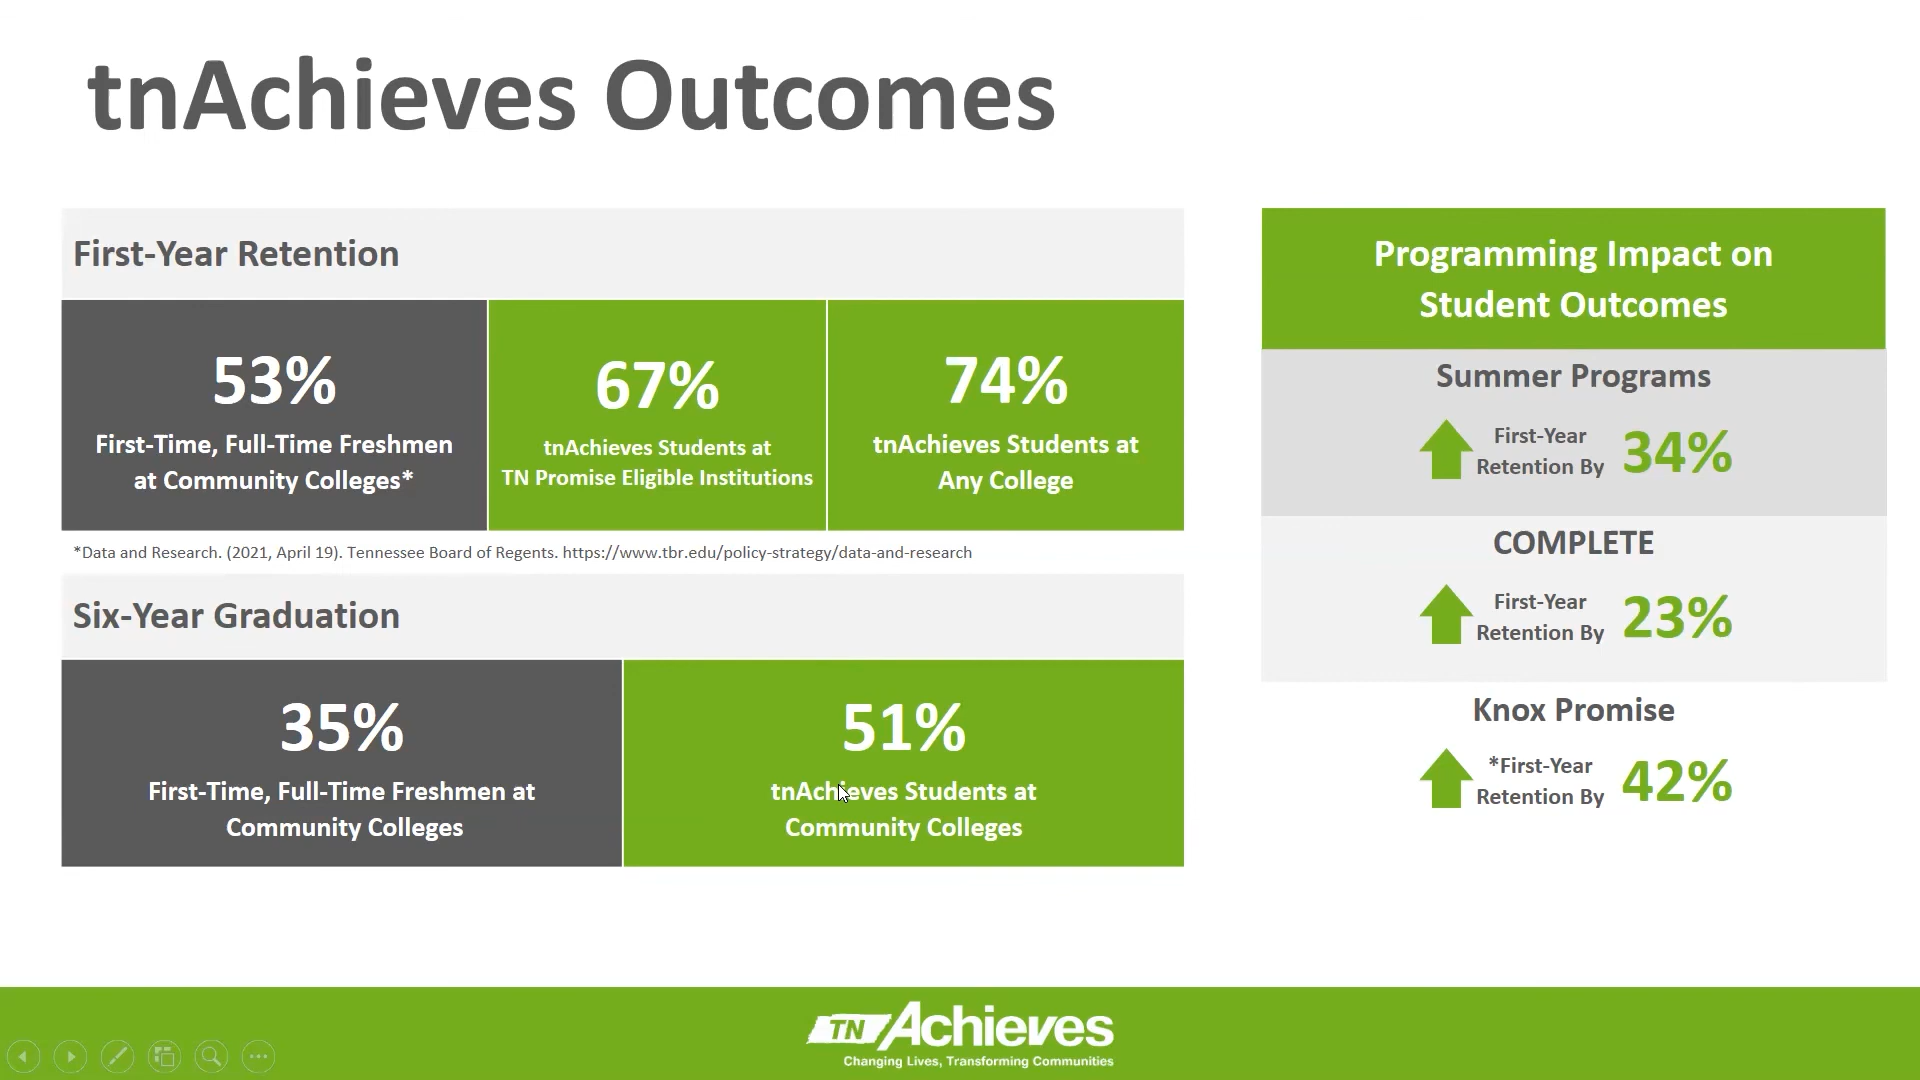 tnAchieves Outcomes
First-Year Retention
53%
First-Time, Full-Time Freshmen
at Community Colleges*
67%
tnAchieves Students at
TN Promise Eligible Institutions
74%
tnAchieves Students at
Any College
*Data and Research. (2021, April 19). Tennessee Board of Regents. https://www.tbr.edu/policy-strategy/data-and-research
Six-Year Graduation
35%
First-Time, Full-Time Freshmen at
Community Colleges
51%
tnAchieves Students at
Community Colleges
Programming Impact on
Student Outcomes
Summer Programs
First-Year
Retention By
34%
COMPLETE
First-Year
Retention By
23%
Knox Promise
*First-Year
Retention By
42%
TN Achieves
Changing Lives, Transforming Communities